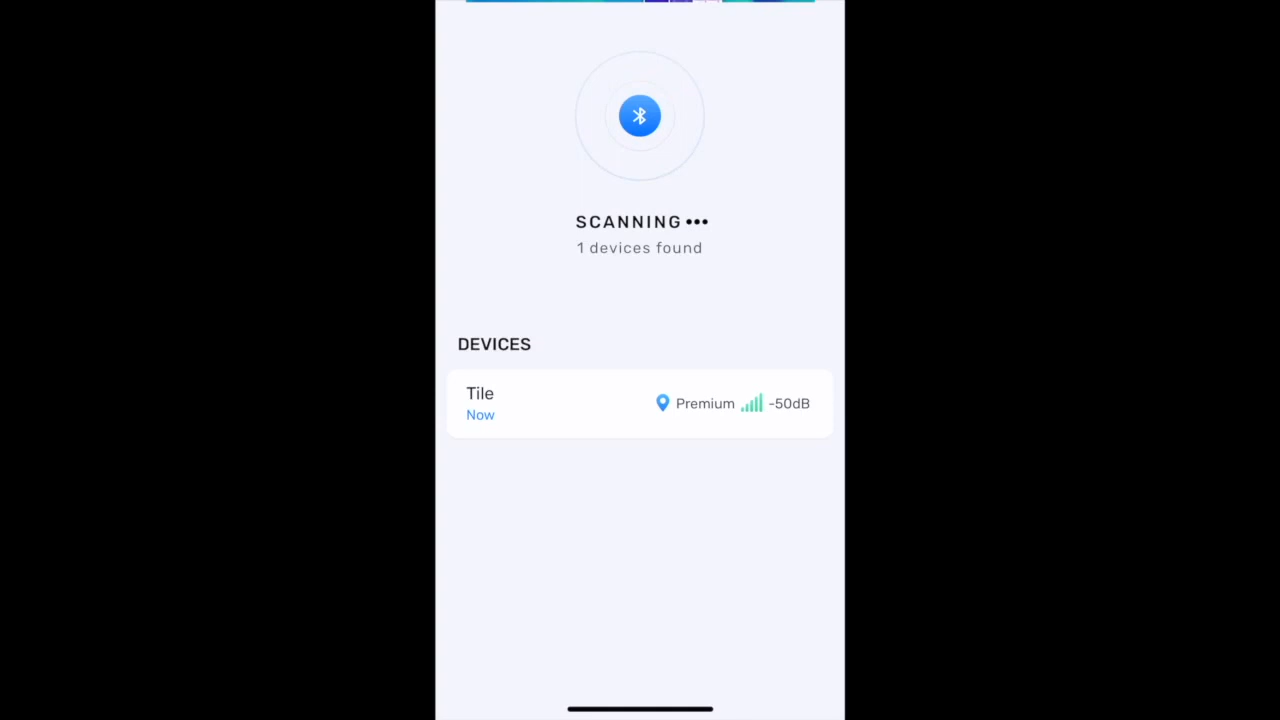 SCANNING•••
1 devices found
DEVICES
Tile
Now
Premium -50dB